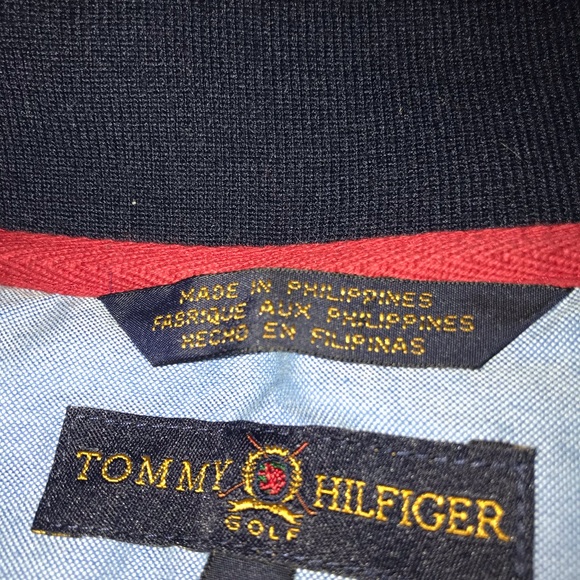 MADE IN PHILIPPINES
FABRIQUE AUX PHILIPPINES
HECHO EN FILIPINAS
TOMMY HILFIGER
GOLF